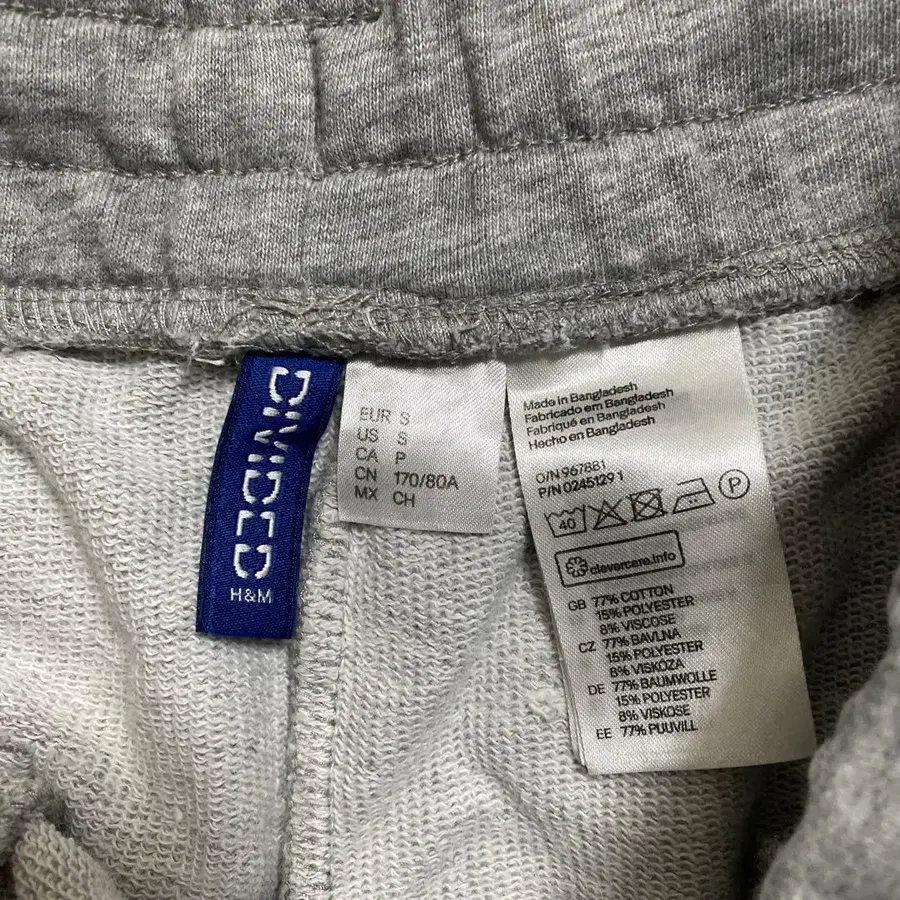 DIVIDED
H&M
EUR S
US S
CA P
CN 170/80A
MX CH
Made in Bangladesh
Fabricado em Bangladesh
Fabriqué en Bangladesh
Hecho en Bangladesh
O/N 967881
P/N 0245129 1
40
P
clevercare.info
GB 77% COTTON
15% POLYESTER
8% VISCOSE
CZ 77% BAVLNA
15% POLYESTER
8% VISKÓZA
DE 77% BAUMWOLLE
15% POLYESTER
8% VISKOSE
EE 77% PUUVILL